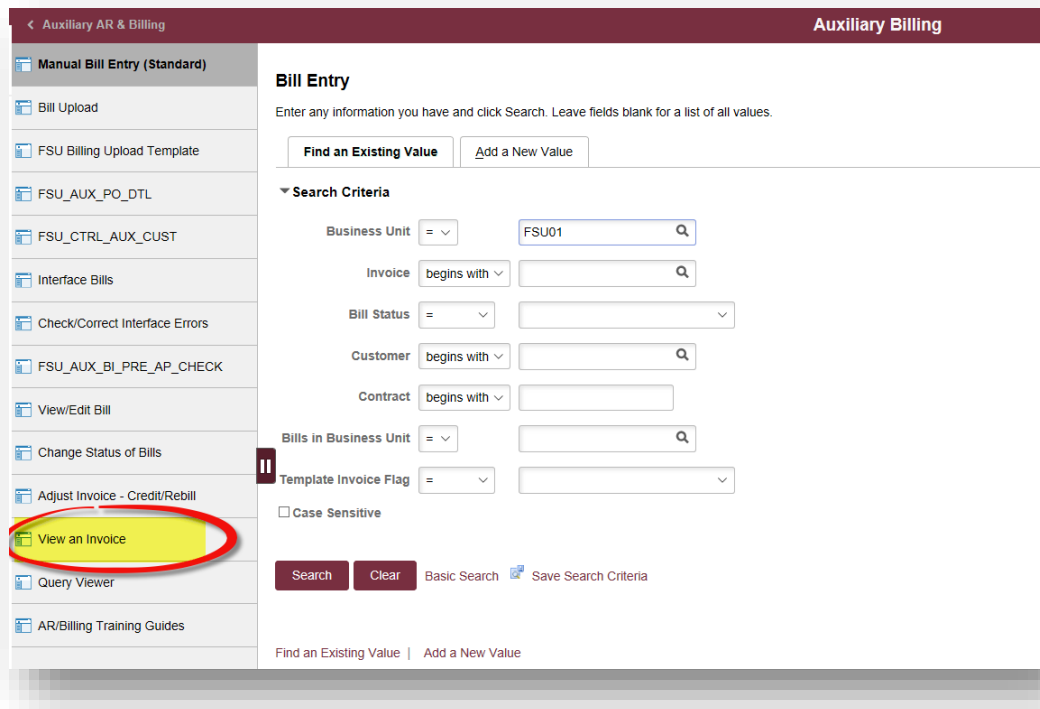 Auxiliary AR & Billing
Auxiliary Billing
Manual Bill Entry (Standard)
Bill Upload
FSU Billing Upload Template
FSU_AUX_PO_DTL
FSU_CTRL_AUX_CUST
Interface Bills
Check/Correct Interface Errors
FSU_AUX_BI_PRE_AP_CHECK
View/Edit Bill
Change Status of Bills
Adjust Invoice - Credit/Rebill
View an Invoice
Query Viewer
AR/Billing Training Guides
Bill Entry
Enter any information you have and click Search. Leave fields blank for a list of all values.
Find an Existing Value Add a New Value
Search Criteria
Business Unit = FSU01
Invoice begins with
Bill Status =
Customer begins with
Contract begins with
Bills in Business Unit =
Template Invoice Flag =
Case Sensitive
Search Clear Basic Search Save Search Criteria
Find an Existing Value | Add a New Value